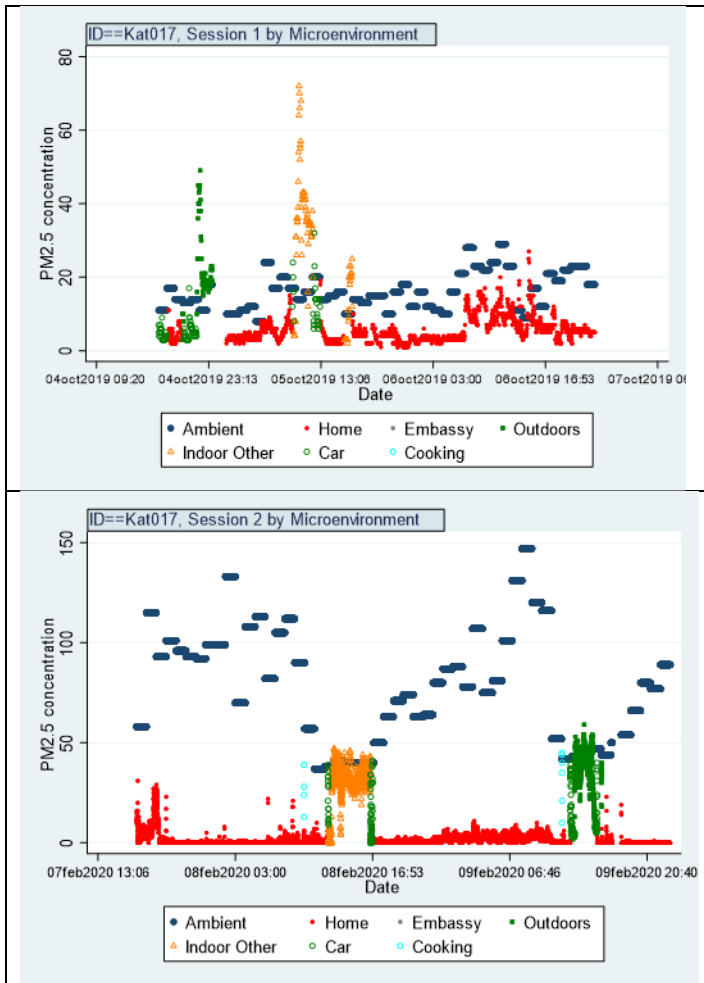 ID==Kat017, Session 1 by Microenvironment
80
60
40
20
0
PM2.5 concentration
04oct2019 09:20 04oct2019 23:13 05oct2019 13:06 06oct2019 03:00 06oct2019 16:53 07oct2019 06
Date
Ambient Home Embassy Outdoors
Indoor Other Car Cooking
ID==Kat017, Session 2 by Microenvironment
150
100
50
0
PM2.5 concentration
07feb2020 13:06 08feb2020 03:00 08feb2020 16:53 09feb2020 06:46 09feb2020 20:40
Date
Ambient Home Embassy Outdoors
Indoor Other Car Cooking